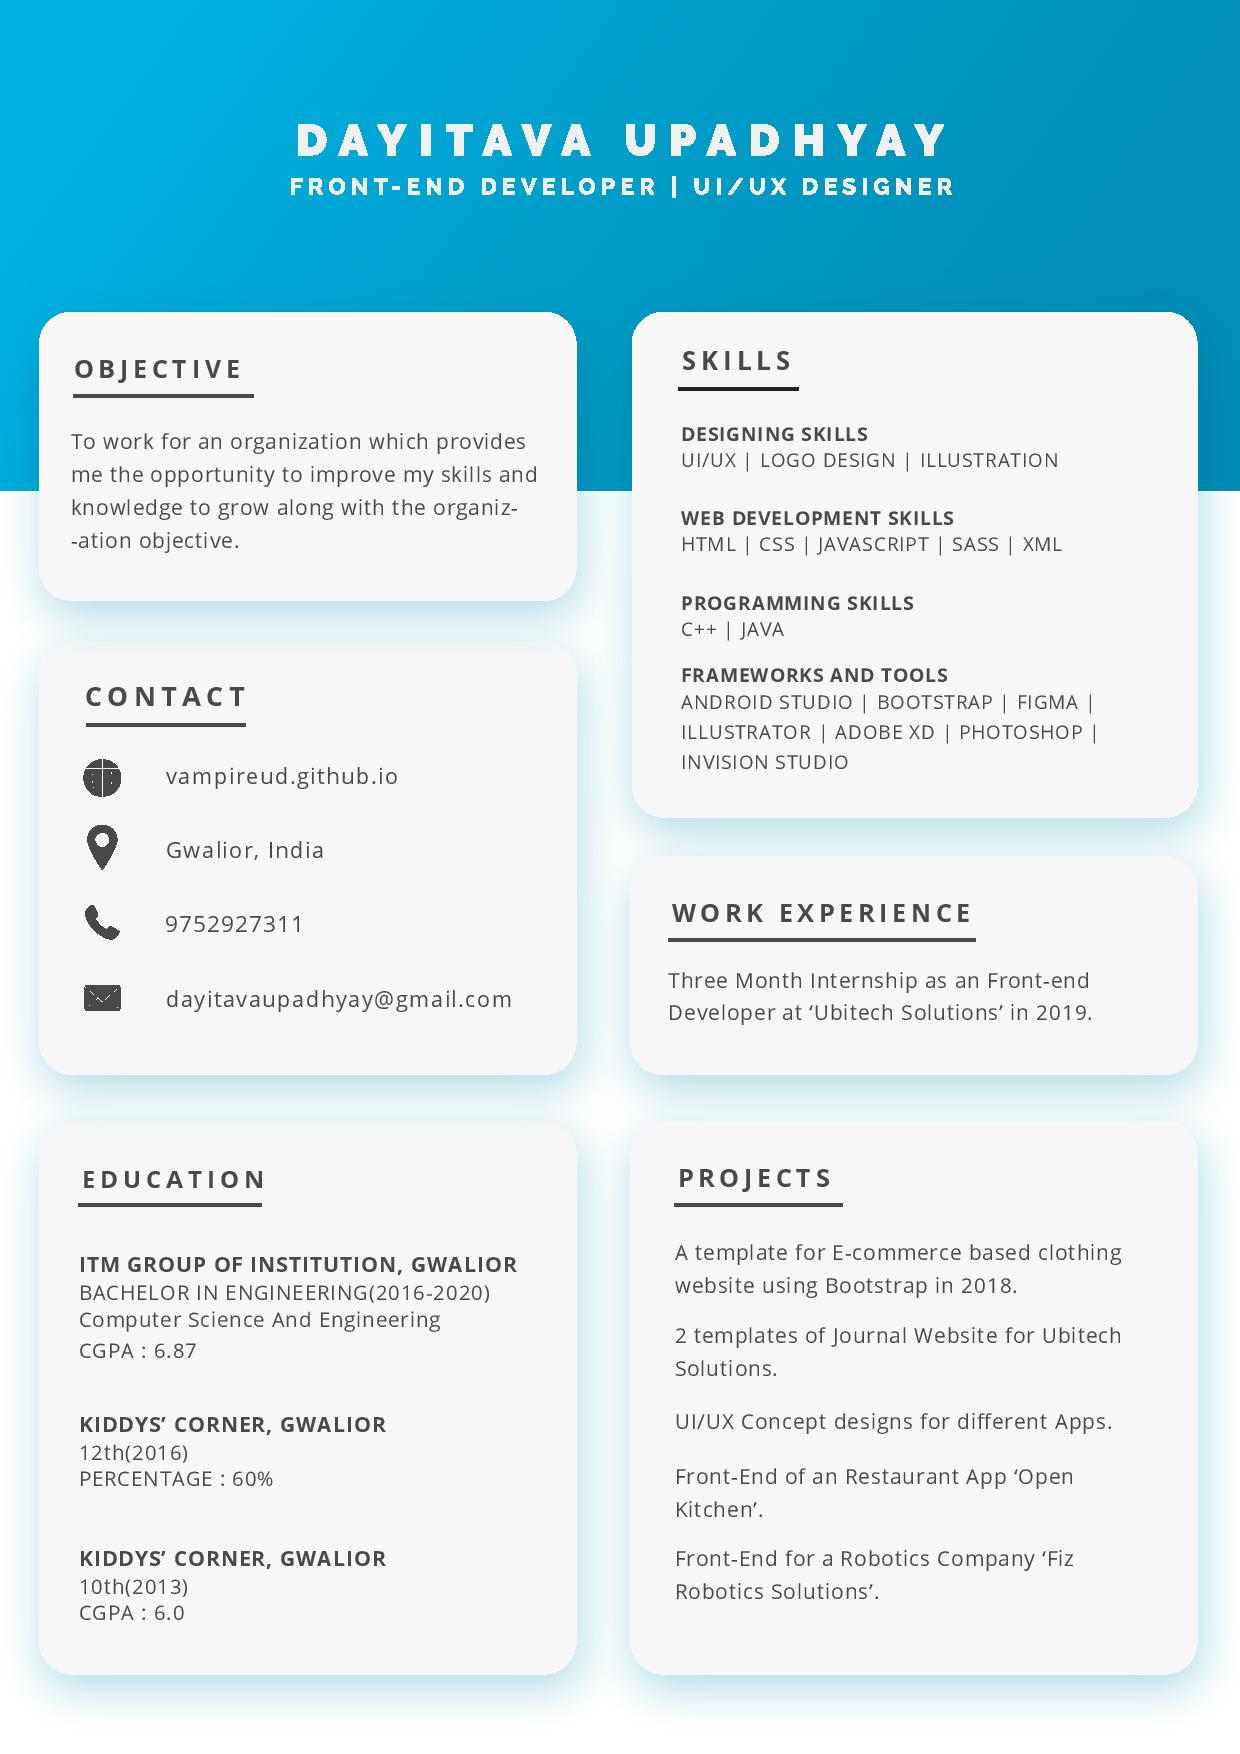 DAYITAVA UPADHYAY
FRONT-END DEVELOPER | UI/UX DESIGNER
OBJECTIVE
To work for an organization which provides
me the opportunity to improve my skills and
knowledge to grow along with the organiz-
-ation objective.
CONTACT
vampireud.github.io
Gwalior, India
9752927311
dayitavaupadhyay@gmail.com
EDUCATION
ITM GROUP OF INSTITUTION, GWALIOR
BACHELOR IN ENGINEERING(2016-2020)
Computer Science And Engineering
CGPA : 6.87
KIDDYS’ CORNER, GWALIOR
12th(2016)
PERCENTAGE : 60%
KIDDYS’ CORNER, GWALIOR
10th(2013)
CGPA : 6.0
SKILLS
DESIGNING SKILLS
UI/UX | LOGO DESIGN | ILLUSTRATION
WEB DEVELOPMENT SKILLS
HTML | CSS | JAVASCRIPT | SASS | XML
PROGRAMMING SKILLS
C++ | JAVA
FRAMEWORKS AND TOOLS
ANDROID STUDIO | BOOTSTRAP | FIGMA |
ILLUSTRATOR | ADOBE XD | PHOTOSHOP |
INVISION STUDIO
WORK EXPERIENCE
Three Month Internship as an Front-end
Developer at ‘Ubitech Solutions’ in 2019.
PROJECTS
A template for E-commerce based clothing
website using Bootstrap in 2018.
2 templates of Journal Website for Ubitech
Solutions.
UI/UX Concept designs for different Apps.
Front-End of an Restaurant App ‘Open
Kitchen’.
Front-End for a Robotics Company ‘Fiz
Robotics Solutions’.